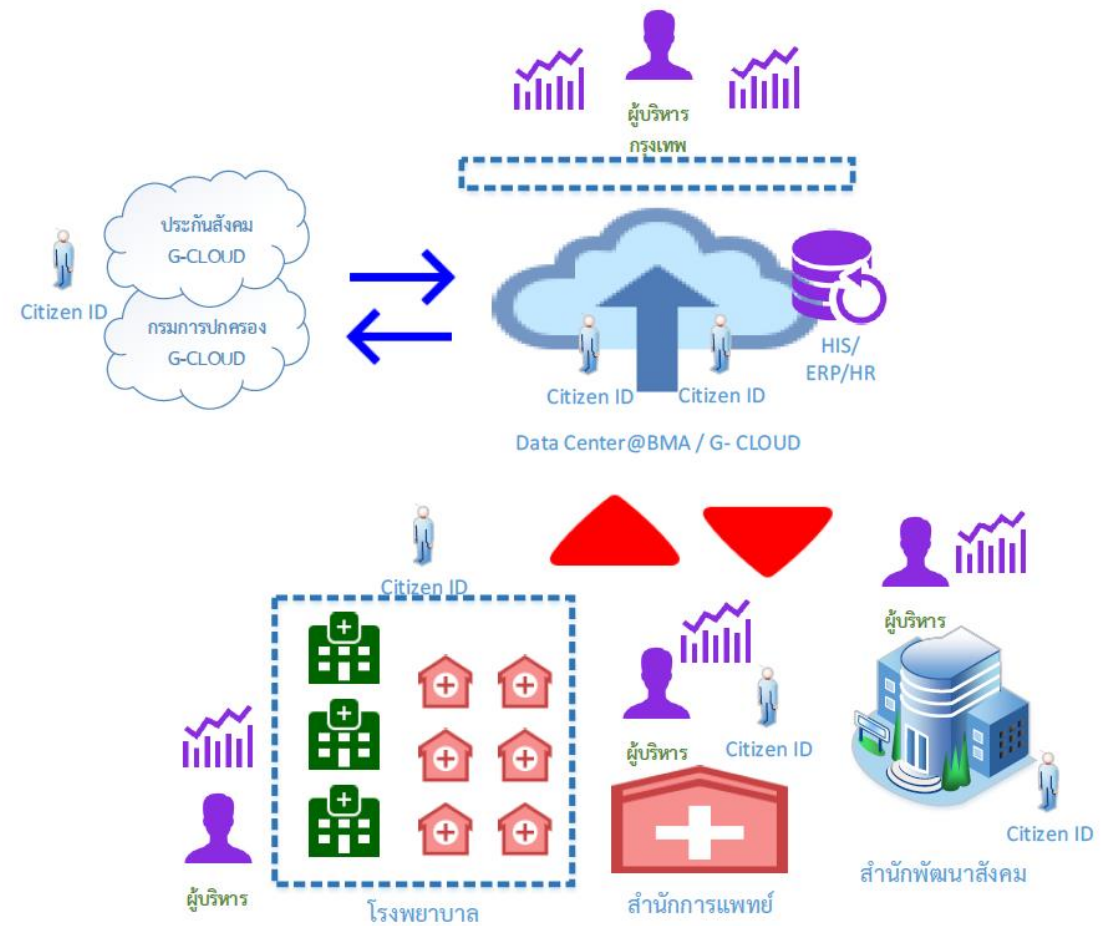 ผู้บริหาร
กรุงเทพ
ประกันสังคม
G-CLOUD
Citizen ID
กรมการปกครอง
G-CLOUD
HIS/
ERP/HR
Citizen ID
Citizen ID
Data Center@BMA / G- CLOUD
Citizen ID
ผู้บริหาร
ผู้บริหาร
Citizen ID
Citizen ID
ผู้บริหาร
โรงพยาบาล
สำนักการแพทย์
สำนักพัฒนาสังคม